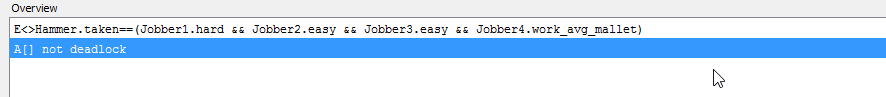 Overview
E<>Hammer.taken==(Jobber1.hard && Jobber2.easy && Jobber3.easy && Jobber4.work_avg_mallet)
A[] not deadlock